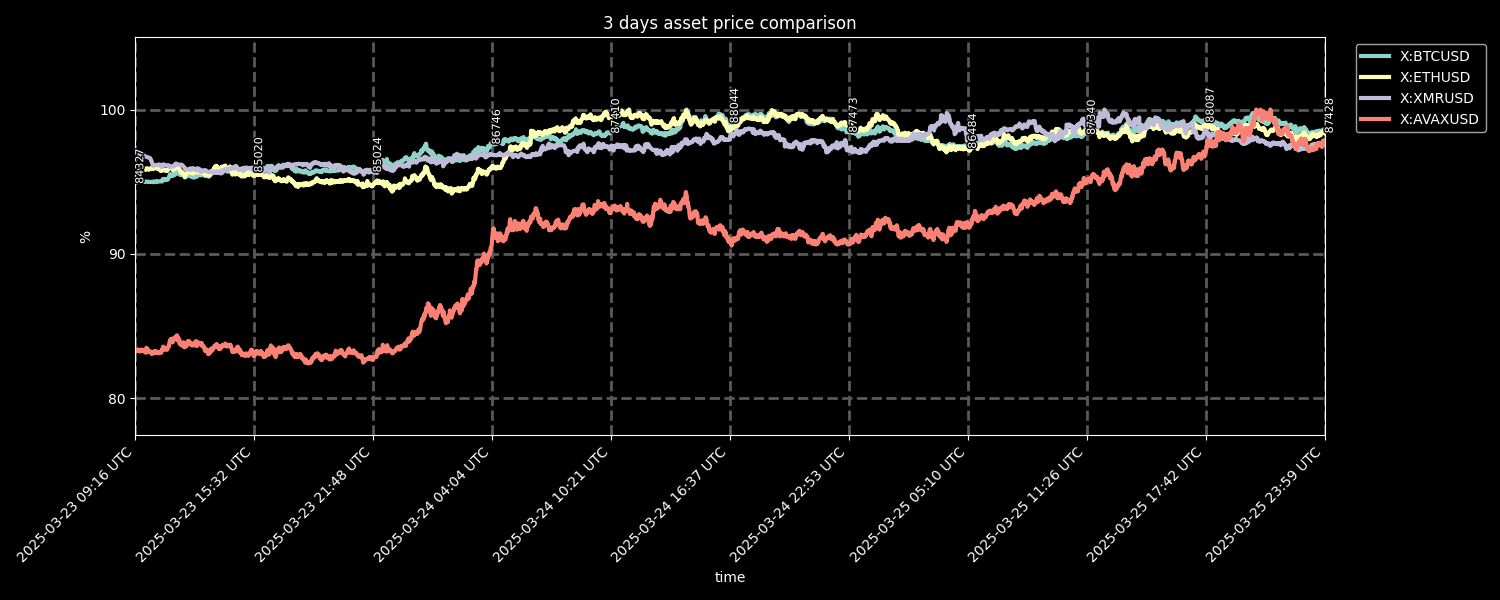 3 days asset price comparison
X:BTCUSD
X:ETHUSD
X:XMRUSD
X:AVAXUSD
100
90
80
%
85020
85024
86746
87410
88044
87473
86484
87340
88087
87428
2025-03-23 09:16 UTC
2025-03-23 15:32 UTC
2025-03-23 21:48 UTC
2025-03-24 04:04 UTC
2025-03-24 10:21 UTC
2025-03-24 16:37 UTC
2025-03-24 22:53 UTC
2025-03-25 05:10 UTC
2025-03-25 11:26 UTC
2025-03-25 17:42 UTC
2025-03-25 23:59 UTC
time